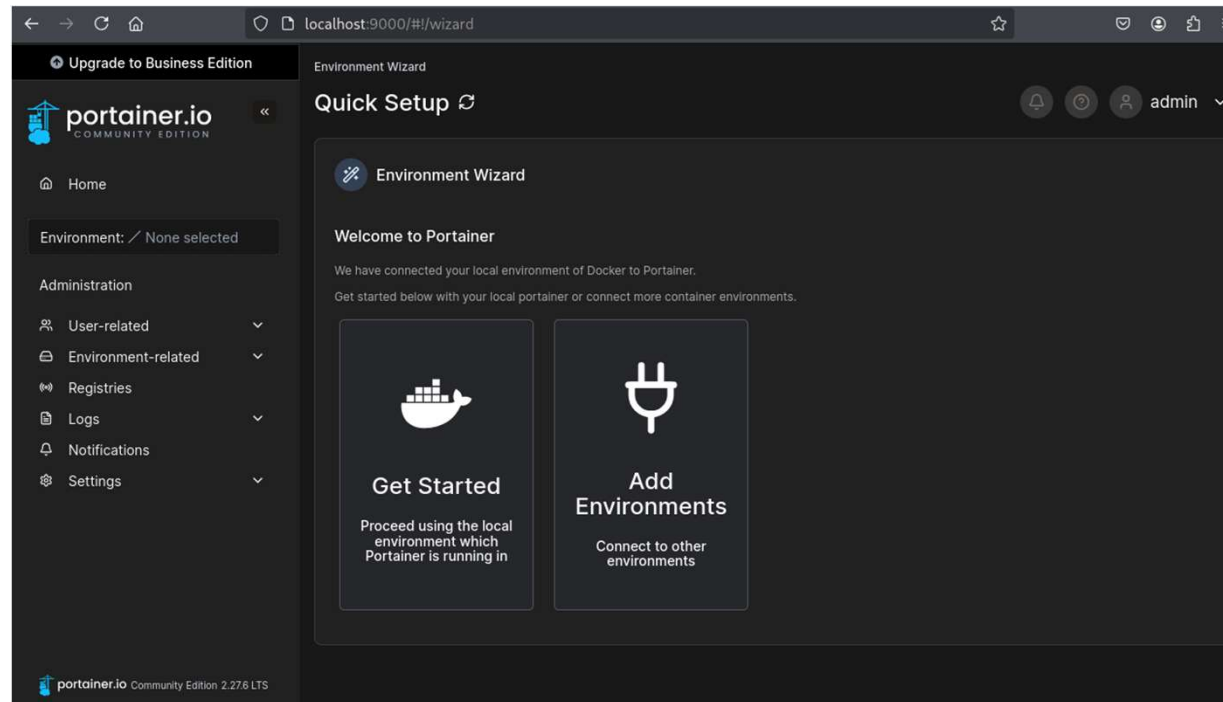 localhost:9000/#!/wizard
Upgrade to Business Edition
portainer.io
COMMUNITY EDITION
Home
Environment: None selected
Administration
User-related
Environment-related
Registries
Logs
Notifications
Settings
portainer.io Community Edition 2.27.6 LTS
Environment Wizard
Quick Setup
admin
Environment Wizard
Welcome to Portainer
We have connected your local environment of Docker to Portainer.
Get started below with your local portainer or connect more container environments.
Get Started
Proceed using the local
environment which
Portainer is running in
Add
Environments
Connect to other
environments